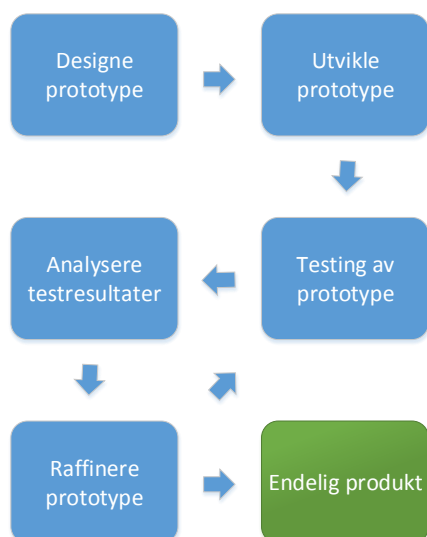 Designe
prototype
Utvikle
prototype
Testing av
prototype
Analysere
testresultater
Raffinere
prototype
Endelig produkt